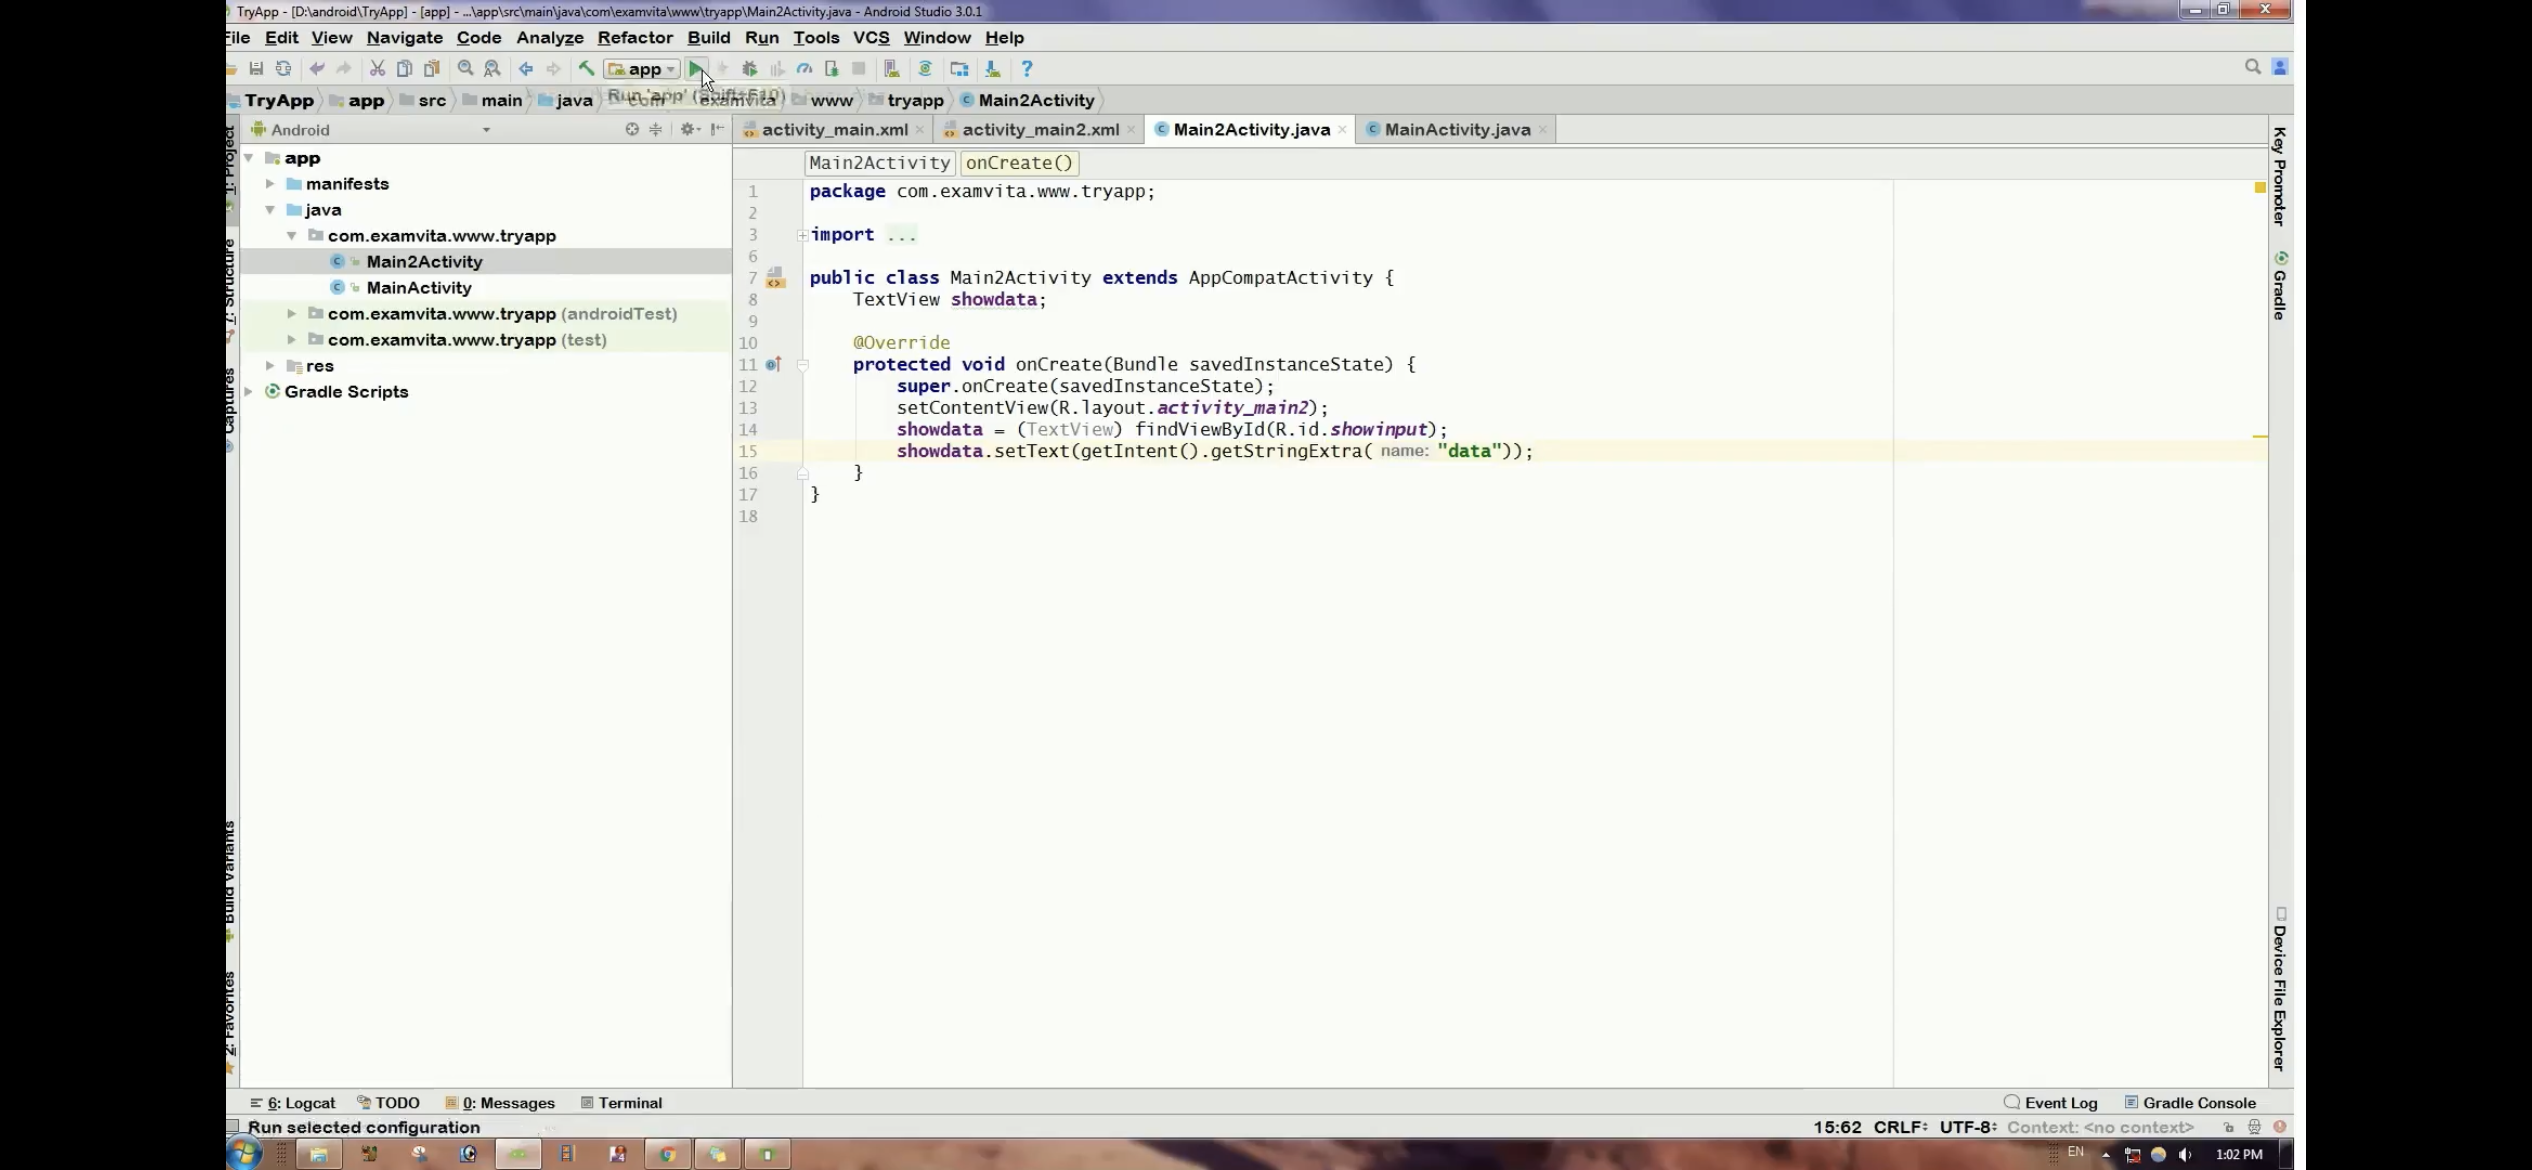 TryApp - [D:\android\TryApp] - [app] - ...\app\src\main\java\com\examvita\www\tryapp\Main2Activity.java - Android Studio 3.0.1
File Edit View Navigate Code Analyze Refactor Build Run Tools VCS Window Help
app
TryApp app src main java com examvita www tryapp Main2Activity
Run 'app' (Shift+F10)
1: Project
Android
activity_main.xml activity_main2.xml Main2Activity.java MainActivity.java
Main2Activity onCreate()
app
manifests
java
com.examvita.www.tryapp
Main2Activity
MainActivity
com.examvita.www.tryapp (androidTest)
com.examvita.www.tryapp (test)
res
Gradle Scripts
1 package com.examvita.www.tryapp;
2
3 import ...
6
7 public class Main2Activity extends AppCompatActivity {
8 TextView showdata;
9
10 @Override
11 protected void onCreate(Bundle savedInstanceState) {
12 super.onCreate(savedInstanceState);
13 setContentView(R.layout.activity_main2);
14 showdata = (TextView) findViewById(R.id.showinput);
15 showdata.setText(getIntent().getStringExtra( name: "data"));
16 }
17 }
18
7: Structure
Captures
Build Variants
2: Favorites
Key Promoter
Gradle
Device File Explorer
6: Logcat TODO 0: Messages Terminal Event Log Gradle Console
Run selected configuration 15:62 CRLF UTF-8 Context: <no context>
EN 1:02 PM